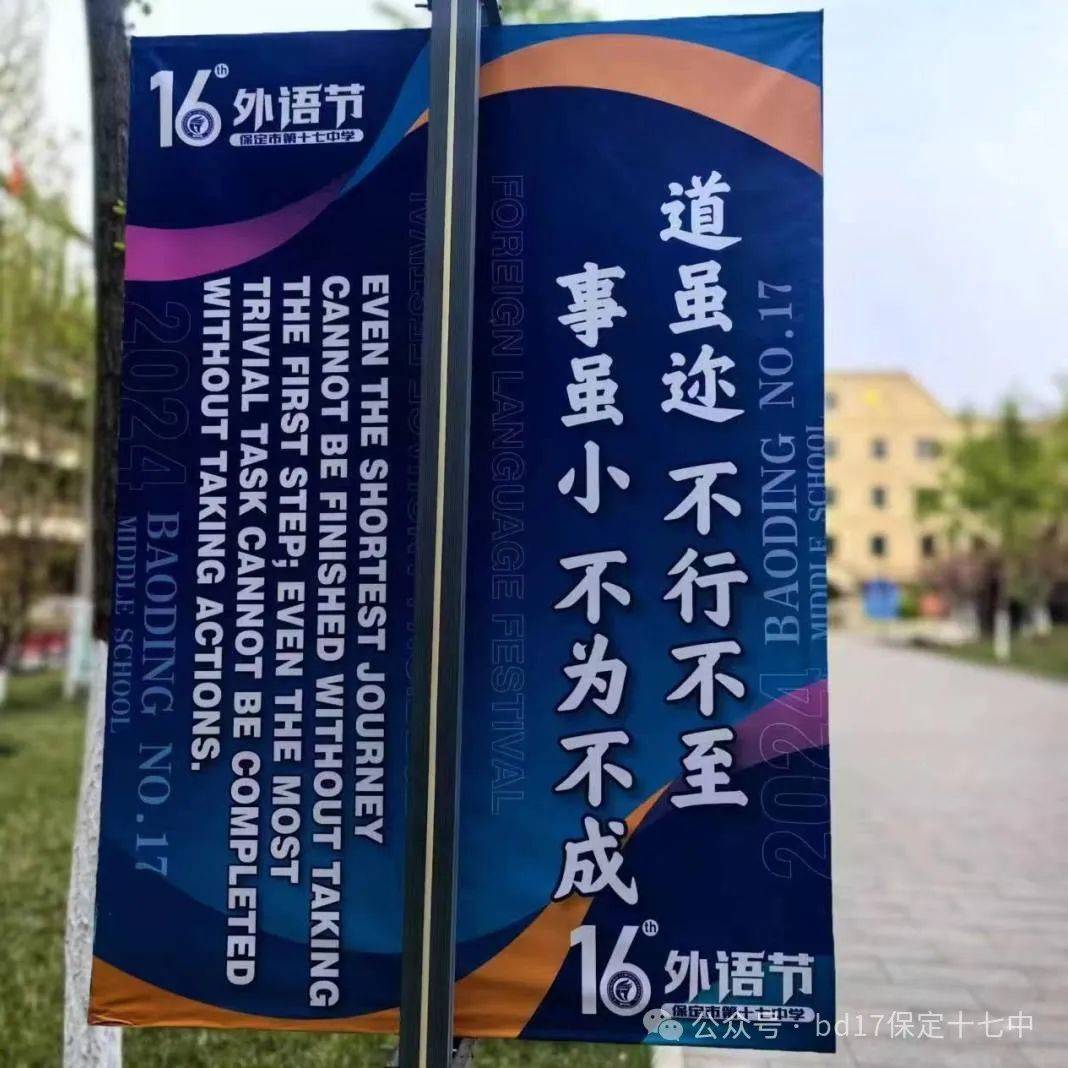 16th 外语节
保定市第十七中学
EVEN THE SHORTEST JOURNEY
CANNOT BE FINISHED WITHOUT TAKING
THE FIRST STEP; EVEN THE MOST
TRIVIAL TASK CANNOT BE COMPLETED
WITHOUT TAKING ACTIONS.
2024 BAODING NO.17
MIDDLE SCHOOL
道虽迩 不行不至
事虽小 不为不成
FOREIGN LANGUAGE FESTIVAL
2024 BAODING NO.17
MIDDLE SCHOOL
16th 外语节
保定市第十七中学
公众号·bd17保定十七中